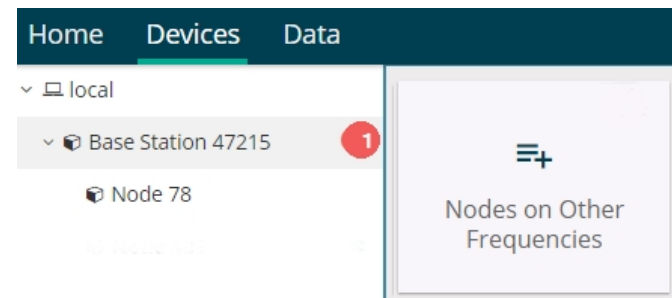 Home Devices Data
local
Base Station 47215 1
Node 78
Nodes on Other
Frequencies